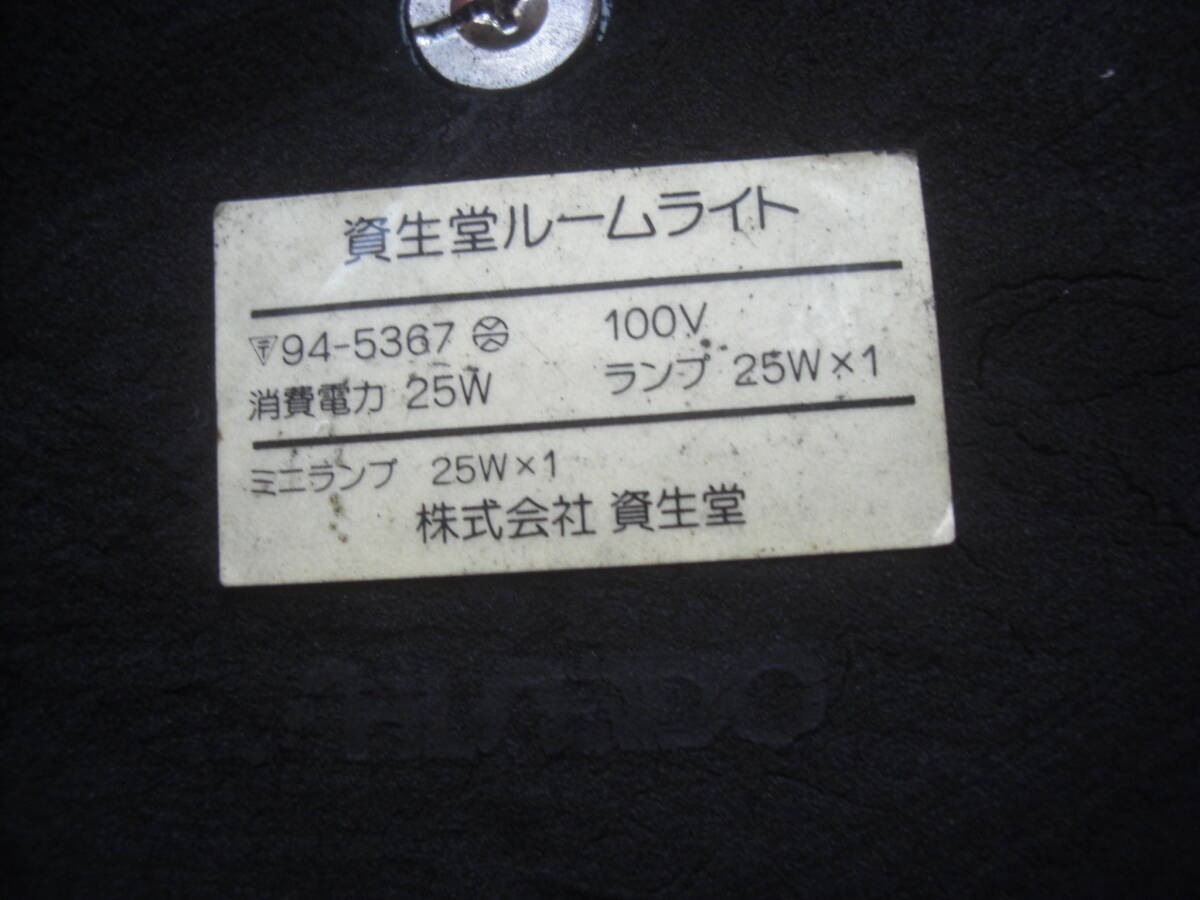 資生堂ルームライト
〒94-5367 100V
消費電力 25W ランプ 25W×1
ミニランプ 25W×1
株式会社 資生堂